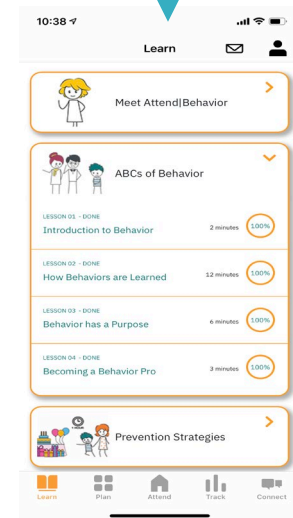 10:38
Learn
Meet Attend|Behavior
ABCs of Behavior
LESSON 01 - DONE
Introduction to Behavior
2 minutes
100%
LESSON 02 - DONE
How Behaviors are Learned
12 minutes
100%
LESSON 03 - DONE
Behavior has a Purpose
6 minutes
100%
LESSON 04 - DONE
Becoming a Behavior Pro
3 minutes
100%
Prevention Strategies
Learn
Plan
Attend
Track
Connect